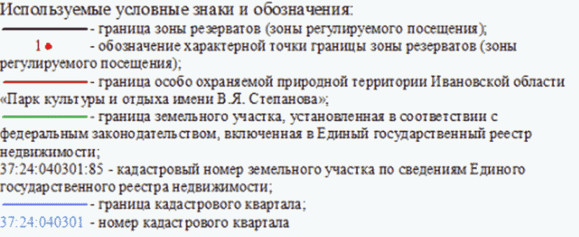 Используемые условные знаки и обозначения:
- граница зоны резерватов (зоны регулируемого посещения);
1 - обозначение характерной точки границы зоны резерватов (зоны
регулируемого посещения);
- граница особо охраняемой природной территории Ивановской области
«Парк культуры и отдыха имени В.Я. Степанова»;
- граница земельного участка, установленная в соответствии с
федеральным законодательством, включенная в Единый государственный реестр
недвижимости;
37:24:040301:85 - кадастровый номер земельного участка по сведениям Единого
государственного реестра недвижимости;
- граница кадастрового квартала;
37:24:040301 - номер кадастрового квартала